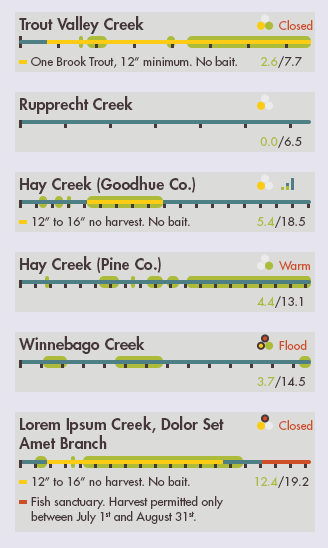 Trout Valley Creek
Closed
One Brook Trout, 12” minimum. No bait.
2.6/7.7
Rupprecht Creek
0.0/6.5
Hay Creek (Goodhue Co.)
12” to 16” no harvest. No bait.
5.4/18.5
Hay Creek (Pine Co.)
Warm
4.4/13.1
Winnebago Creek
Flood
3.7/14.5
Lorem Ipsum Creek, Dolor Set
Closed
Amet Branch
12” to 16” no harvest. No bait.
12.4/19.2
Fish sanctuary. Harvest permitted only
between July 1st and August 31st.